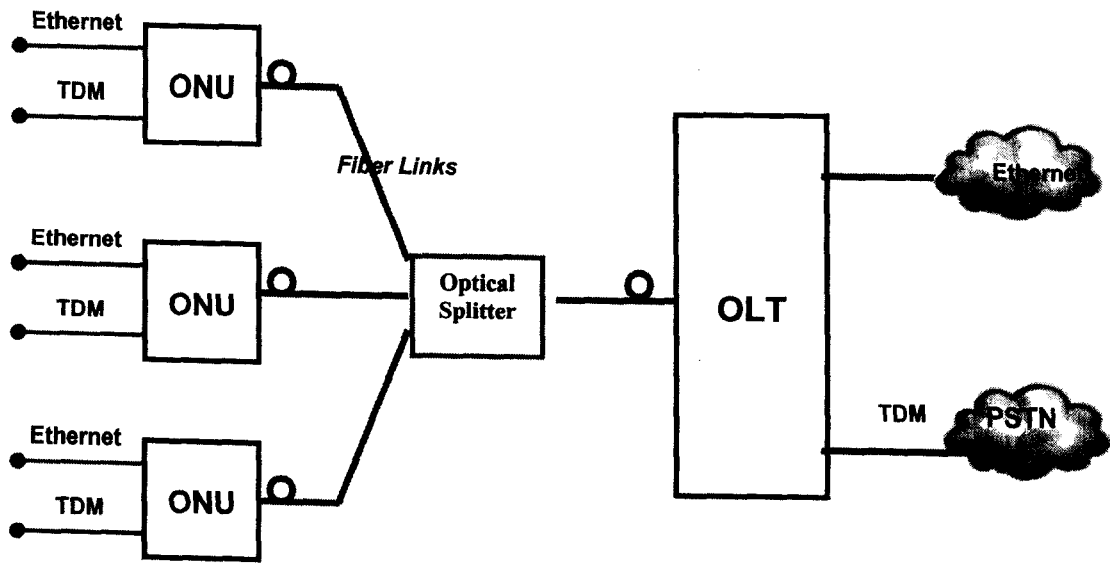 Ethernet
TDM
ONU
Fiber Links
Ethernet
TDM
ONU
Optical
Splitter
Ethernet
TDM
ONU
OLT
Ethernet
TDM
PSTN